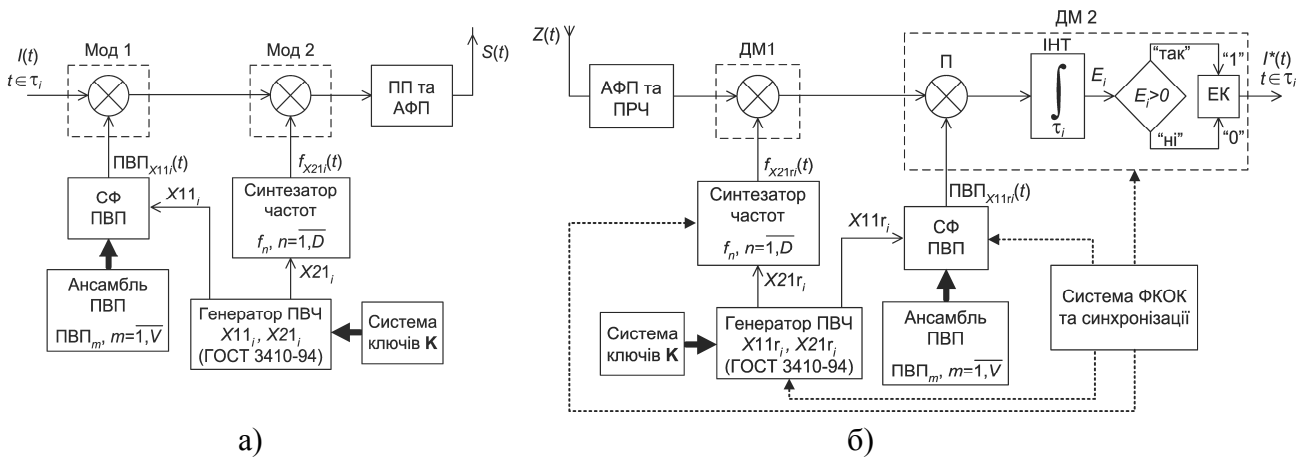 I(t)
t∈τi
Мод 1
Мод 2
S(t)
ПП та
АФП
ПВПX11i(t)
fX21i(t)
СФ
ПВП
X11i
Синтезатор
частот
fn, n=1,D
X21i
Ансамбль
ПВП
ПВПm, m=1,V
Генератор ПВЧ
X11i, X21i
(ГОСТ 3410-94)
Система
ключів K
а)
Z(t)
АФП та
ПРЧ
ДМ1
ДМ 2
П
ІНТ
∫
τi
Ei
Ei>0
“так”
“1”
“ні”
“0”
ЕК
I*(t)
t∈τi
fX21ri(t)
ПВПX11ri(t)
Синтезатор
частот
fn, n=1,D
X11ri
СФ
ПВП
X21ri
Система
ключів K
Генератор ПВЧ
X11ri, X21ri
(ГОСТ 3410-94)
Ансамбль
ПВП
ПВПm, m=1,V
Система ФКОК
та синхронізації
б)